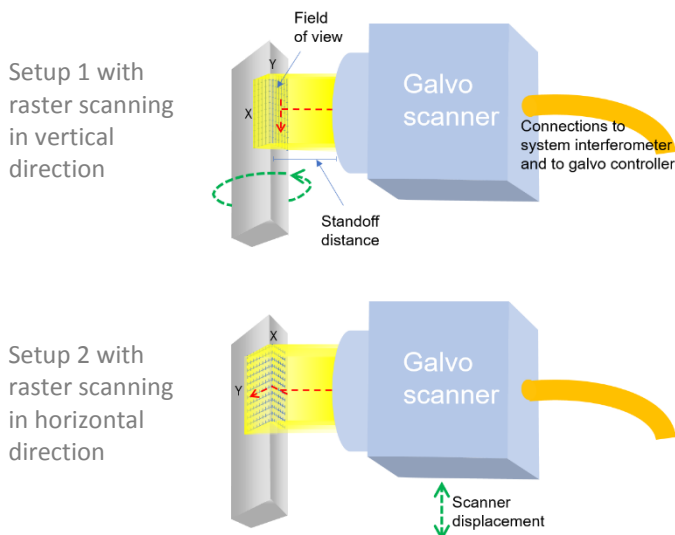 Setup 1 with
raster scanning
in vertical
direction
Field
of view
Y
X
Galvo
scanner
Connections to
system interferometer
and to galvo controller
Standoff
distance
Setup 2 with
raster scanning
in horizontal
direction
X
Y
Galvo
scanner
Scanner
displacement